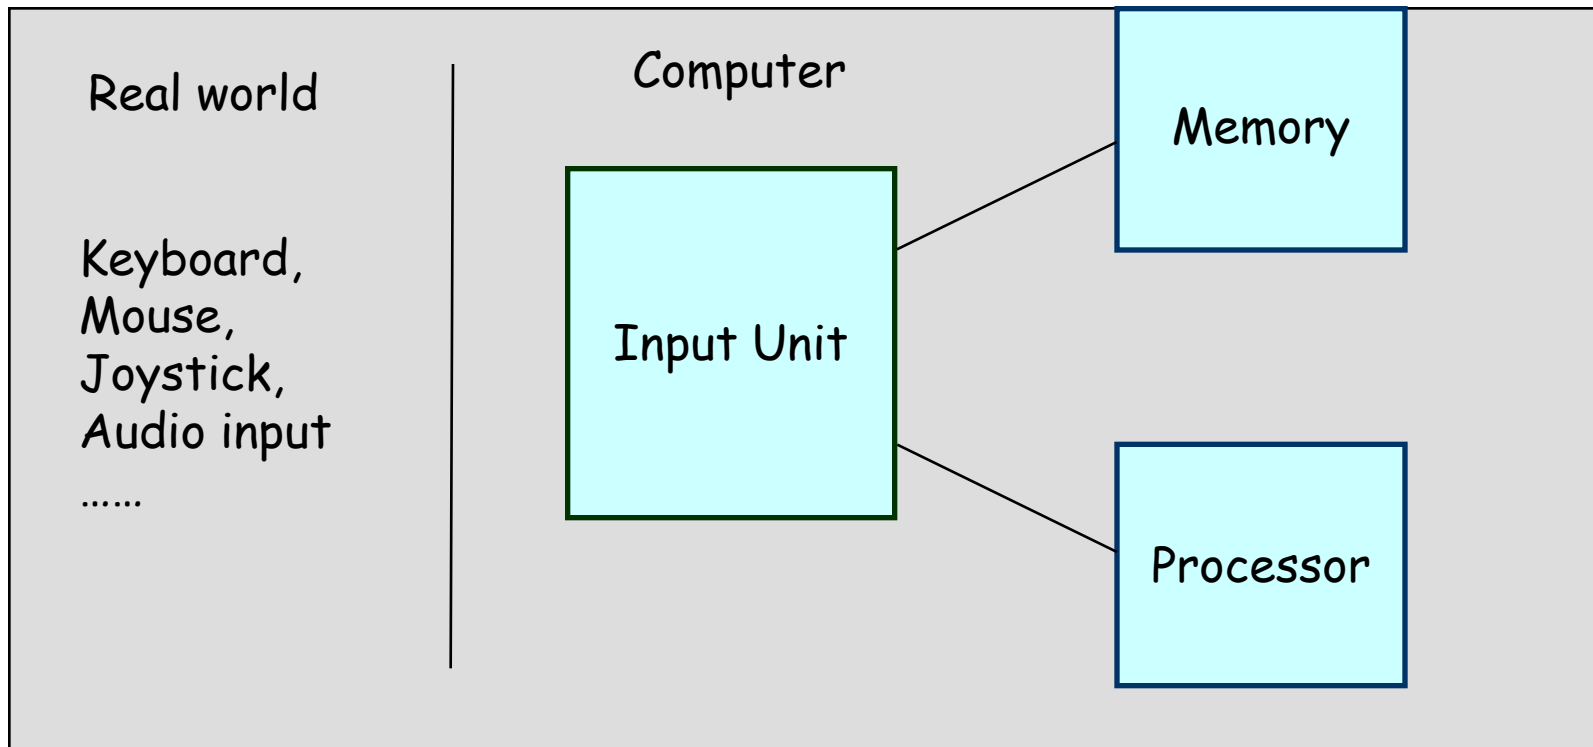 Real world
Keyboard,
Mouse,
Joystick,
Audio input
......
Computer
Input Unit
Memory
Processor